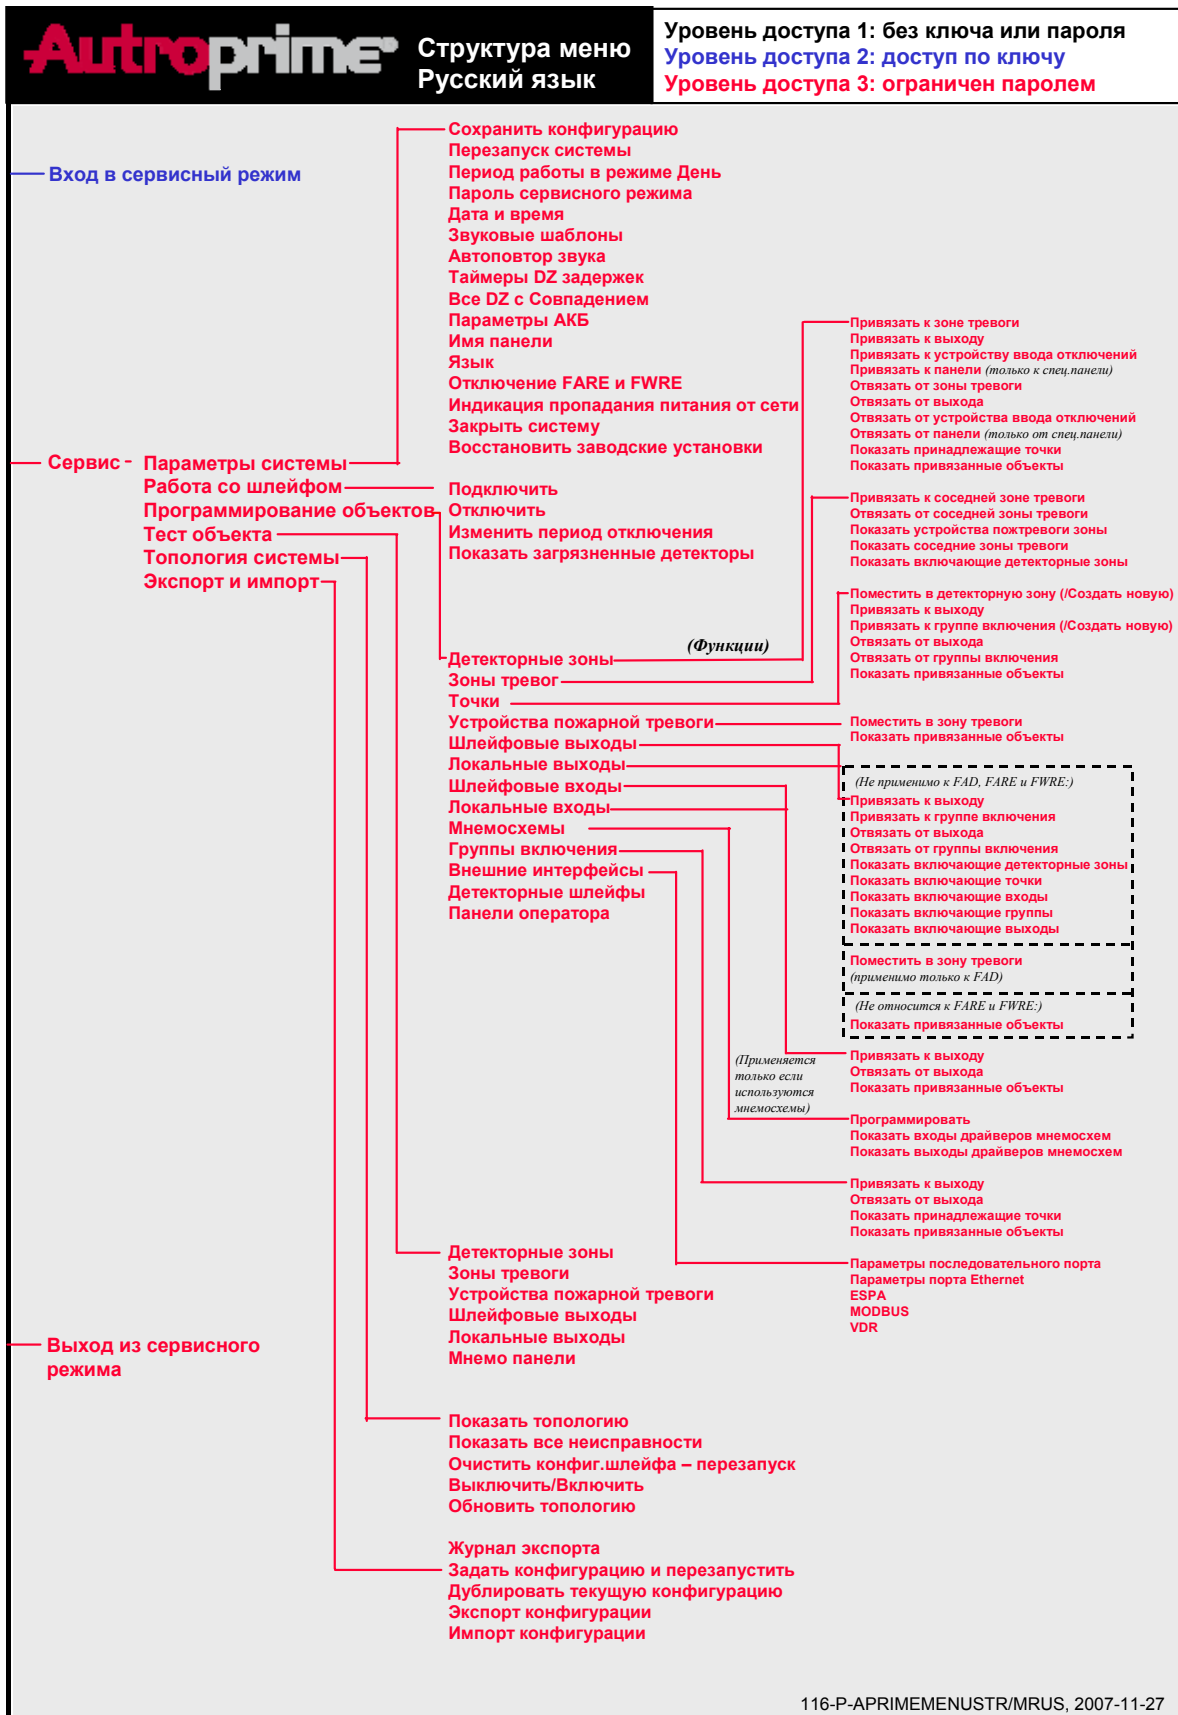 Autroprime®
Структура меню
Русский язык
Уровень доступа 1: без ключа или пароля
Уровень доступа 2: доступ по ключу
Уровень доступа 3: ограничен паролем
Вход в сервисный режим
Сервис
Параметры системы
Работа со шлейфом
Программирование объектов
Тест объекта
Топология системы
Экспорт и импорт
Выход из сервисного
режима
Сохранить конфигурацию
Перезапуск системы
Период работы в режиме День
Пароль сервисного режима
Дата и время
Звуковые шаблоны
Автоповтор звука
Таймеры DZ задержек
Все DZ с Совпадением
Параметры АКБ
Имя панели
Язык
Отключение FARE и FWRE
Индикация пропадания питания от сети
Закрыть систему
Восстановить заводские установки
Подключить
Отключить
Изменить период отключения
Показать загрязненные детекторы
(Функции)
Детекторные зоны
Зоны тревог
Точки
Устройства пожарной тревоги
Шлейфовые выходы
Локальные выходы
Шлейфовые входы
Локальные входы
Мнемосхемы
Группы включения
Внешние интерфейсы
Детекторные шлейфы
Панели оператора
Привязать к зоне тревоги
Привязать к выходу
Привязать к устройству ввода отключений
Привязать к панели (только к спец.панели)
Отвязать от зоны тревоги
Отвязать от выхода
Отвязать от устройства ввода отключений
Отвязать от панели (только от спец.панели)
Показать принадлежащие точки
Показать привязанные объекты
Привязать к соседней зоне тревоги
Отвязать от соседней зоны тревоги
Показать устройства пожтревоги зоны
Показать соседние зоны тревоги
Показать включающие детекторные зоны
Поместить в детекторную зону (/Создать новую)
Привязать к выходу
Привязать к группе включения (/Создать новую)
Отвязать от выхода
Отвязать от группы включения
Показать привязанные объекты
Поместить в зону тревоги
Показать привязанные объекты
(Не применимо к FAD, FARE и FWRE:)
Привязать к выходу
Привязать к группе включения
Отвязать от выхода
Отвязать от группы включения
Показать включающие детекторные зоны
Показать включающие точки
Показать включающие входы
Показать включающие группы
Показать включающие выходы
Поместить в зону тревоги
(применимо только к FAD)
(Не относится к FARE и FWRE:)
Показать привязанные объекты
Привязать к выходу
Отвязать от выхода
Показать привязанные объекты
(Применяется
только если
используются
мнемосхемы)
Программировать
Показать входы драйверов мнемосхем
Показать выходы драйверов мнемосхем
Привязать к выходу
Отвязать от выхода
Показать принадлежащие точки
Показать привязанные объекты
Параметры последовательного порта
Параметры порта Ethernet
ESPA
MODBUS
VDR
Детекторные зоны
Зоны тревоги
Устройства пожарной тревоги
Шлейфовые выходы
Локальные выходы
Мнемо панели
Показать топологию
Показать все неисправности
Очистить конфиг.шлейфа – перезапуск
Выключить/Включить
Обновить топологию
Журнал экспорта
Задать конфигурацию и перезапустить
Дублировать текущую конфигурацию
Экспорт конфигурации
Импорт конфигурации
116-P-APRIMEMENUSTR/MRUS, 2007-11-27